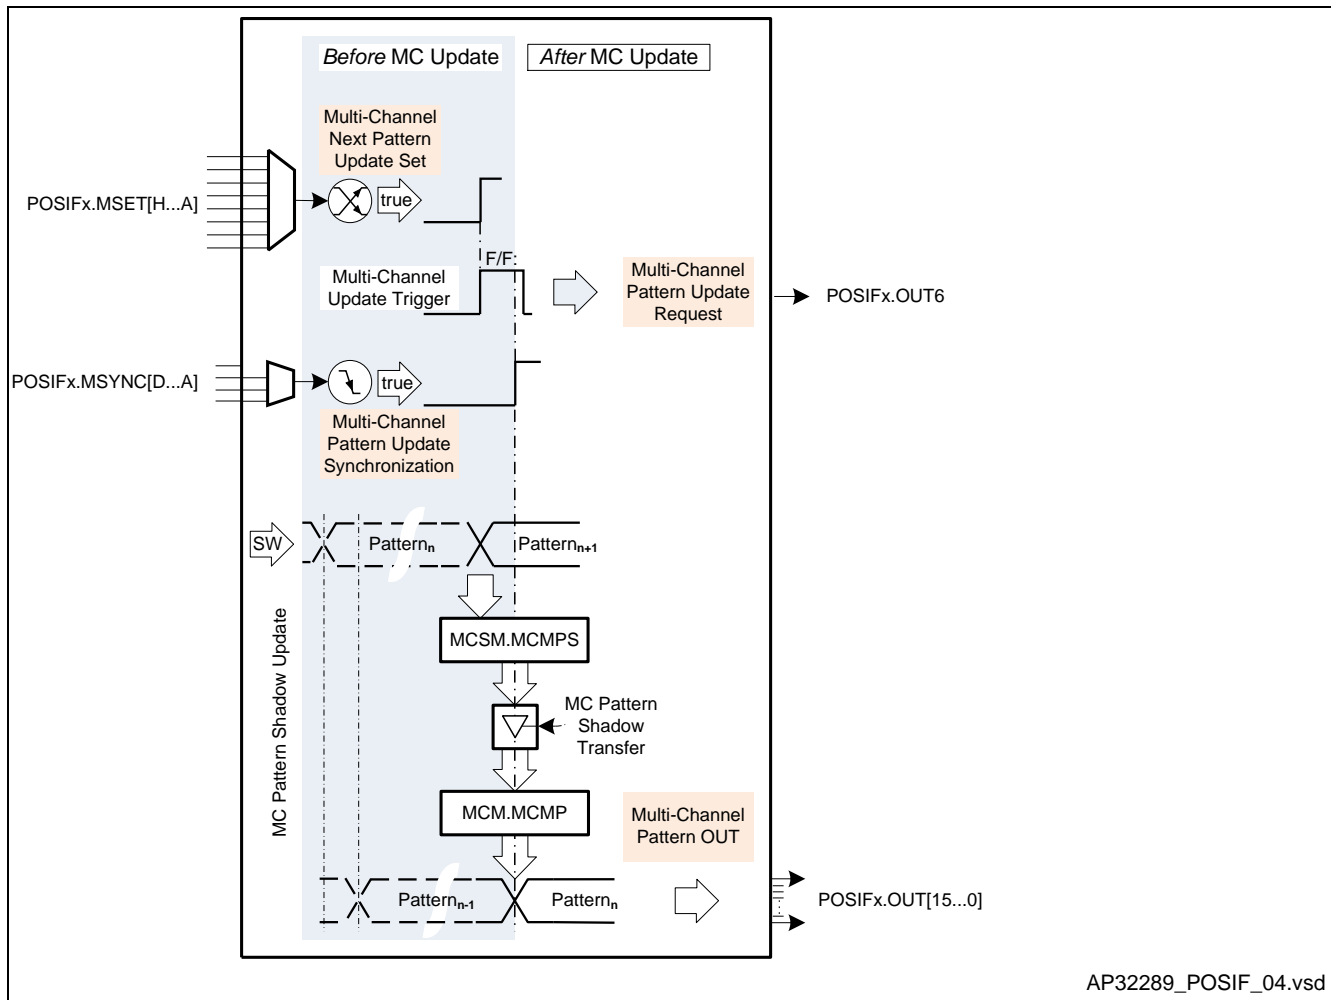 Before MC Update
After MC Update
Multi-Channel
Next Pattern
Update Set
POSIFx.MSET[H...A]
true
F/F
Multi-Channel
Update Trigger
Multi-Channel
Pattern Update
Request
POSIFx.OUT6
POSIFx.MSYNC[D...A]
true
Multi-Channel
Pattern Update
Synchronization
SW
Patternn
Patternn+1
MC Pattern Shadow Update
MCSM.MCMPS
MC Pattern
Shadow
Transfer
MCM.MCMP
Multi-Channel
Pattern OUT
Patternn-1
Patternn
POSIFx.OUT[15...0]
AP32289_POSIF_04.vsd